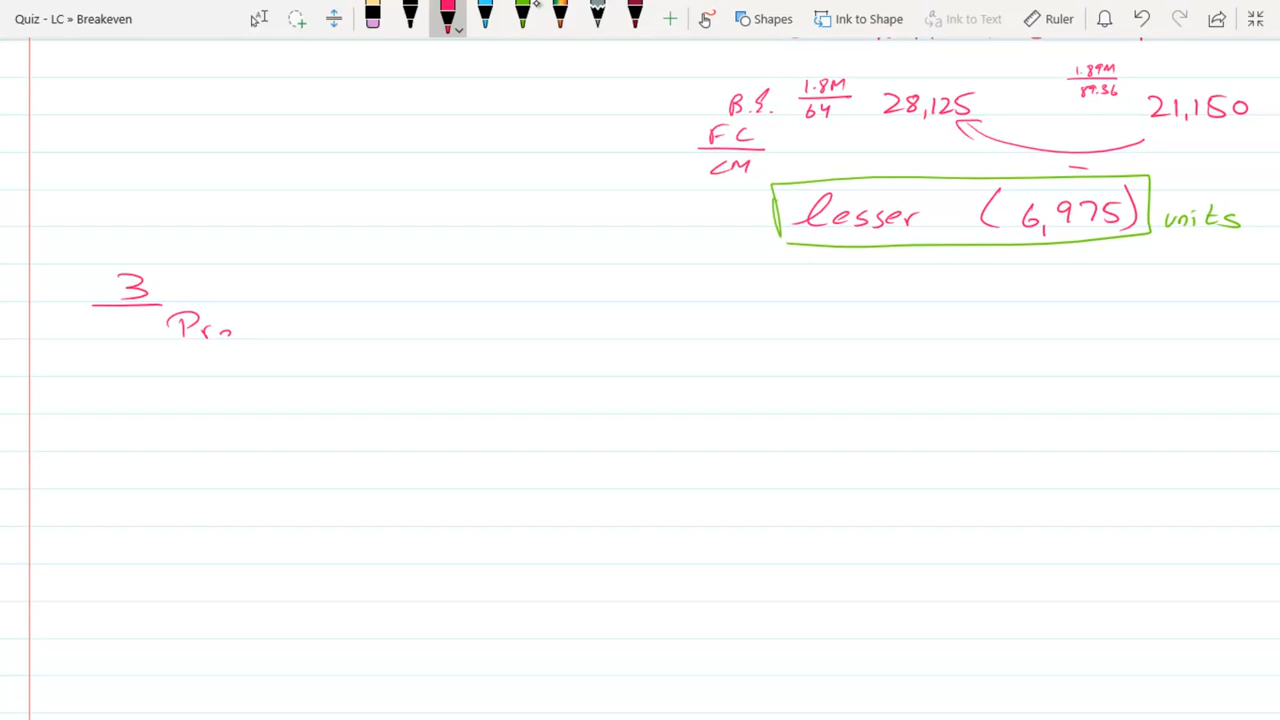 Quiz - LC » Breakeven
Shapes
Ink to Shape
Ink to Text
Ruler
B.E. 1.8M/64 28,125 1.89M/89.36 21,150
FC/CM
lesser (6,975) units
3
Pro